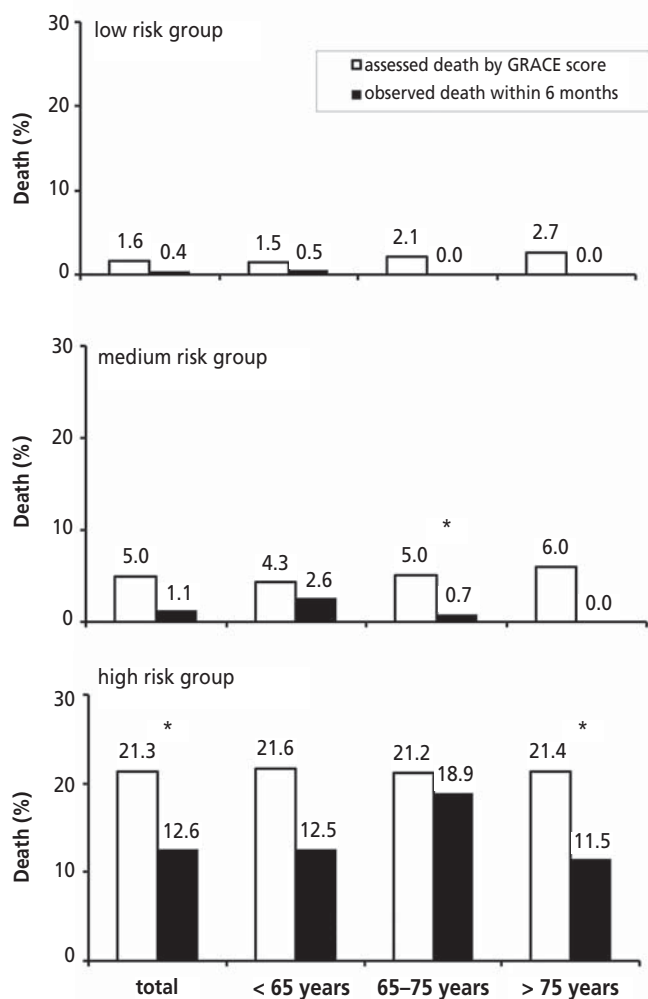 low risk group
assessed death by GRACE score
observed death within 6 months
Death (%)
30
20
10
0
1.6 0.4 1.5 0.5 2.1 0.0 2.7 0.0
medium risk group
Death (%)
30
20
10
0
*
5.0 1.1 4.3 2.6 5.0 0.7 6.0 0.0
high risk group
Death (%)
30
20
10
0
* *
21.3 12.6 21.6 12.5 21.2 18.9 21.4 11.5
total < 65 years 65–75 years > 75 years